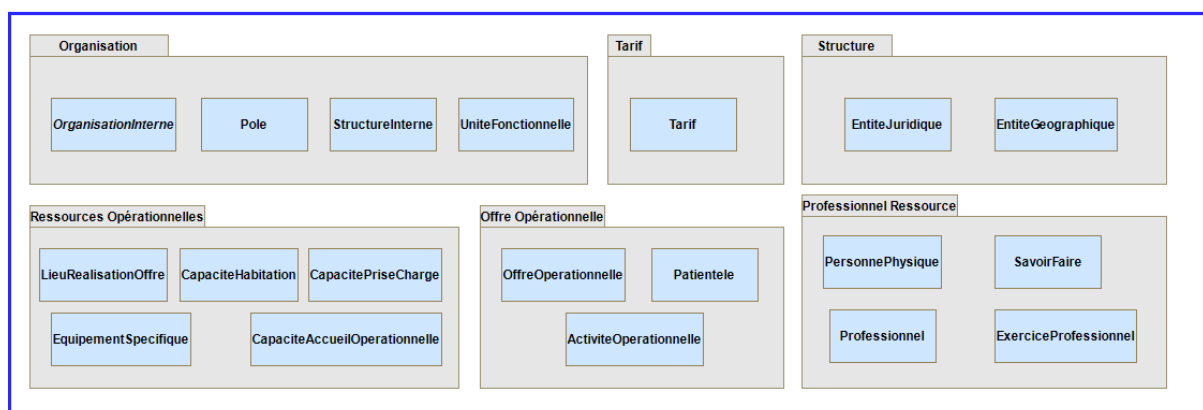 Organisation
OrganisationInterne
Pole
StructureInterne
UniteFonctionnelle
Tarif
Tarif
Structure
EntiteJuridique
EntiteGeographique
Ressources Opérationnelles
LieuRealisationOffre
CapaciteHabitation
CapacitePriseCharge
EquipementSpecifique
CapaciteAccueilOperationnelle
Offre Opérationnelle
OffreOperationnelle
Patientele
ActiviteOperationnelle
Professionnel Ressource
PersonnePhysique
SavoirFaire
Professionnel
ExerciceProfessionnel